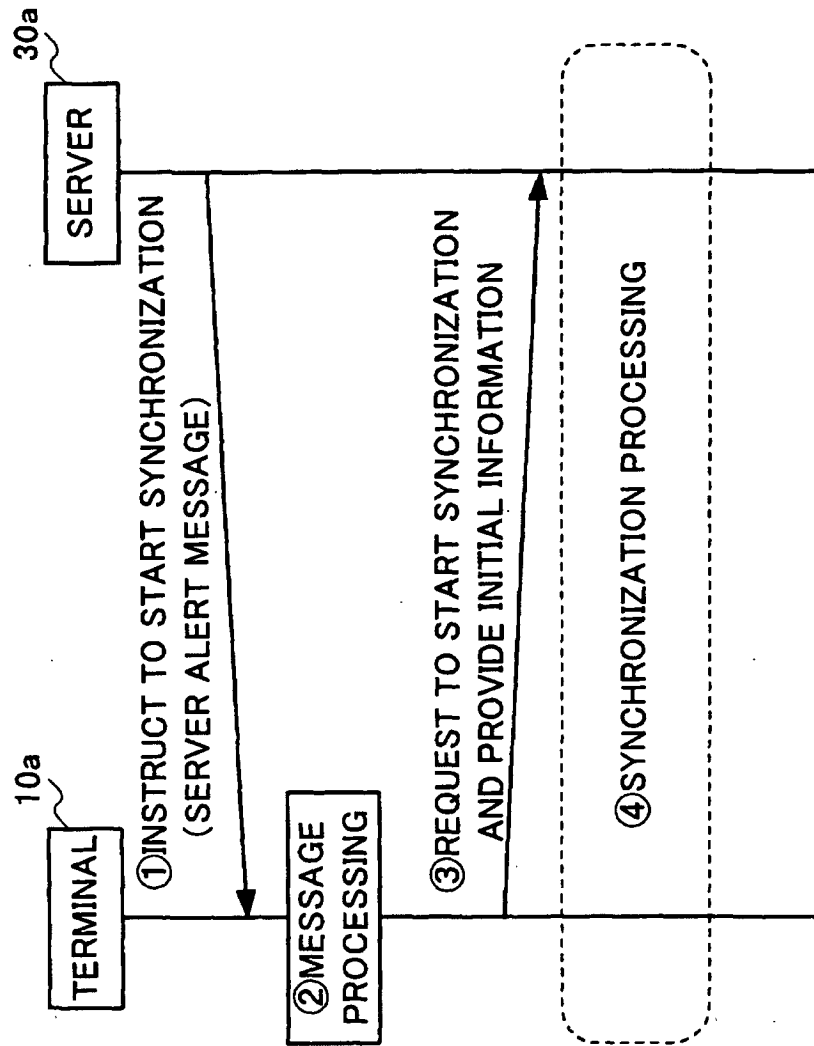 10a
30a
TERMINAL
SERVER
①INSTRUCT TO START SYNCHRONIZATION
(SERVER ALERT MESSAGE)
②MESSAGE
PROCESSING
③REQUEST TO START SYNCHRONIZATION
AND PROVIDE INITIAL INFORMATION
④SYNCHRONIZATION PROCESSING